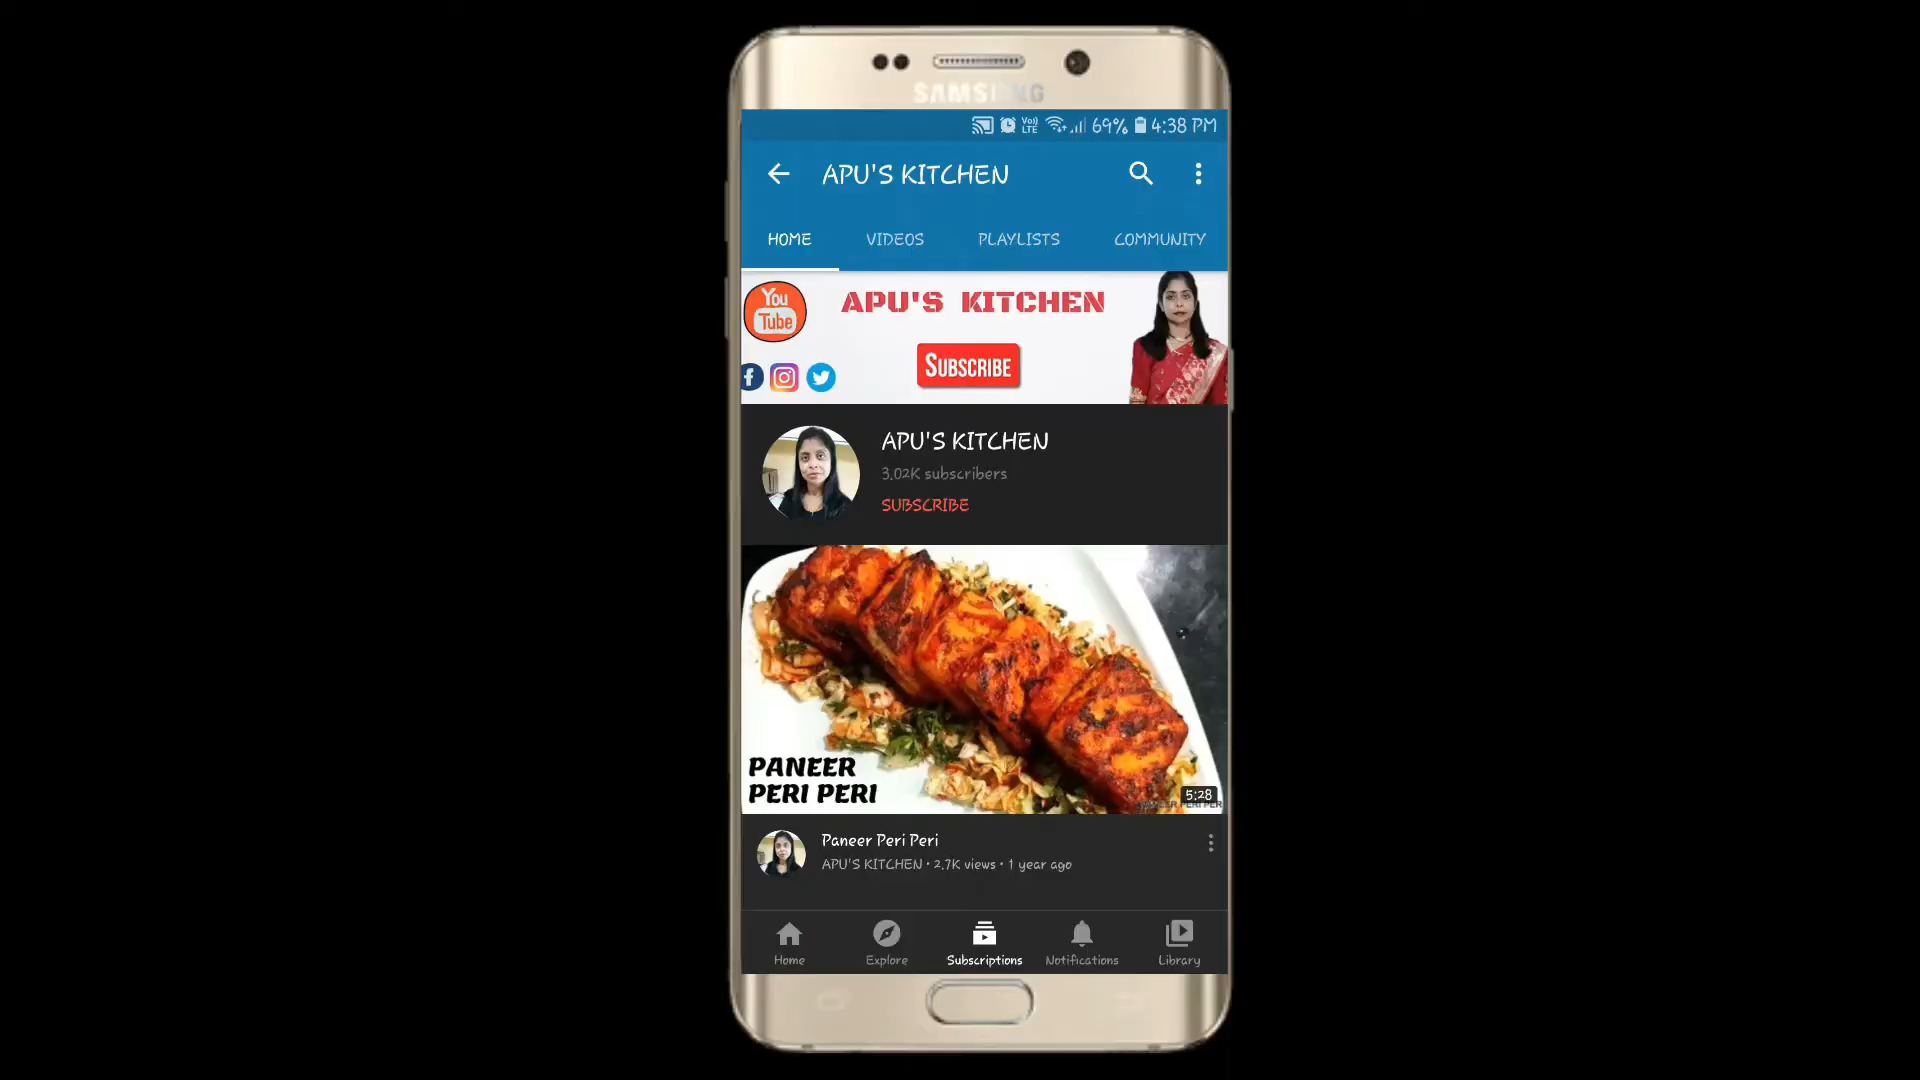 SAMSUNG
Vo)) LTE 69% 4:38 PM
APU'S KITCHEN
HOME VIDEOS PLAYLISTS COMMUNITY
You Tube
APU'S KITCHEN
SUBSCRIBE
APU'S KITCHEN
3.02K subscribers
SUBSCRIBE
PANEER
PERI PERI
5:28
Paneer Peri Peri
APU'S KITCHEN • 2.7K views • 1 year ago
Home Explore Subscriptions Notifications Library